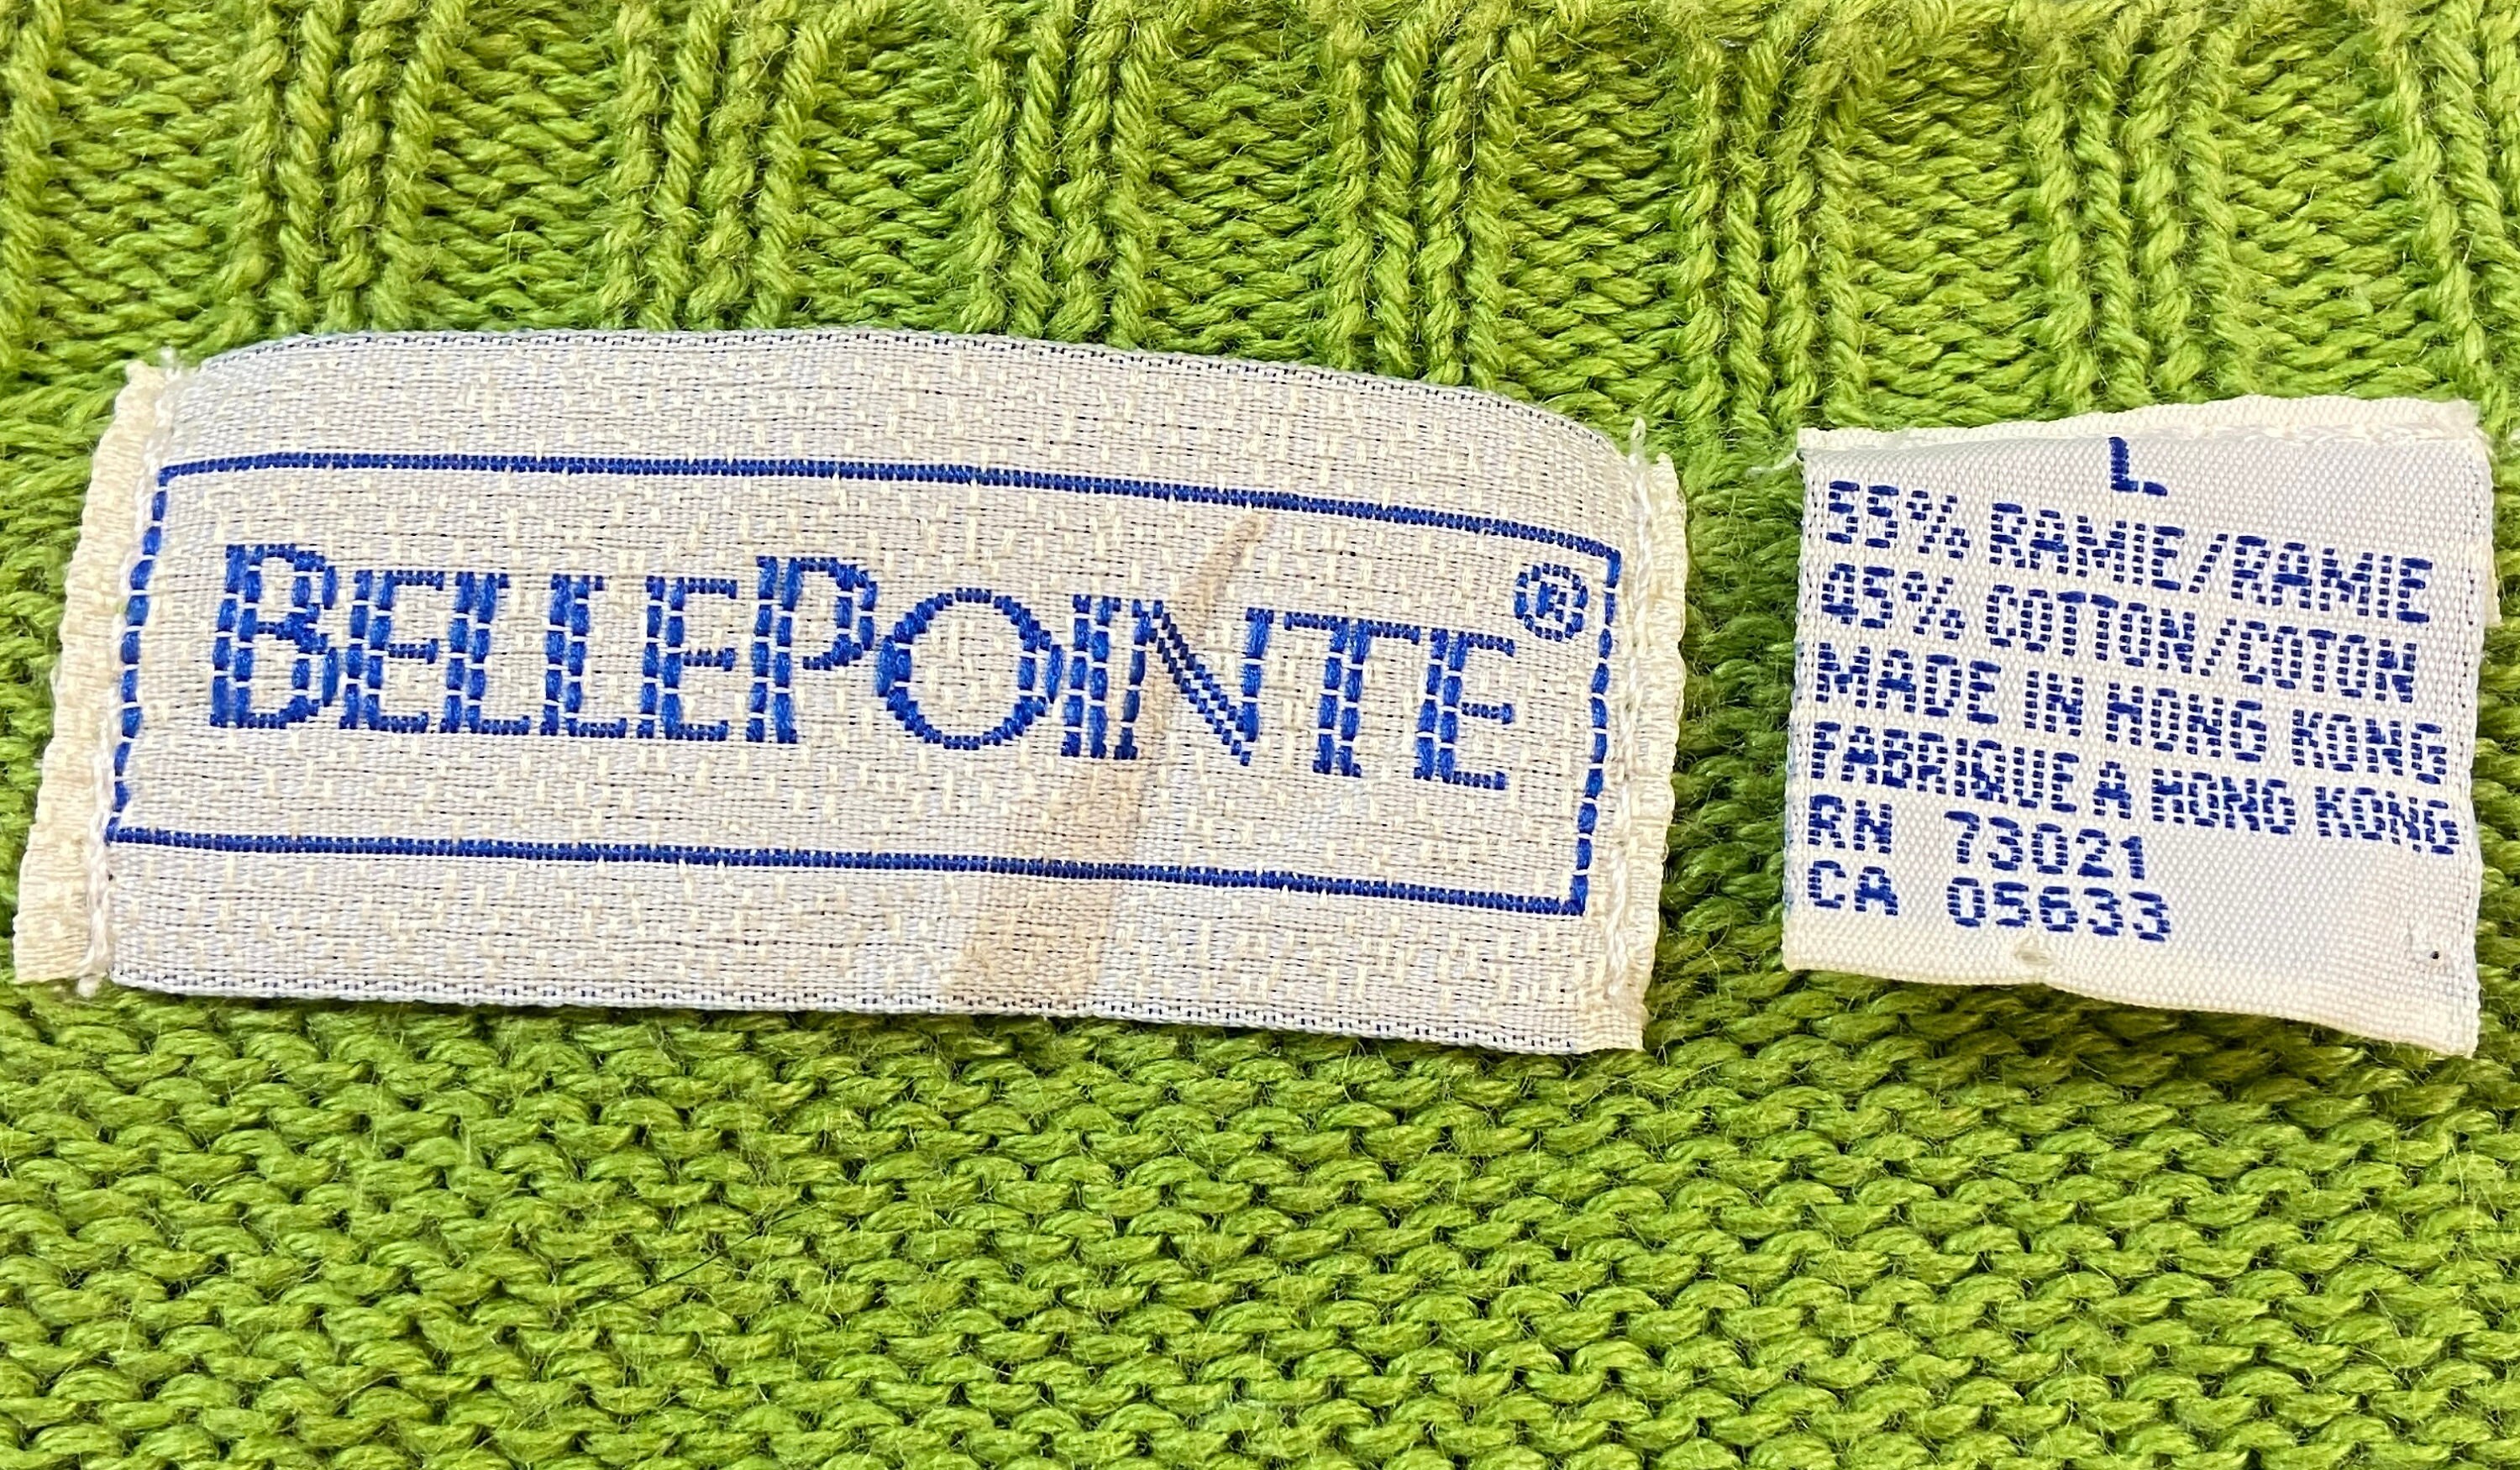 BELLEPOINTE®
L
55% RAMIE/RAMIE
45% COTTON/COTON
MADE IN HONG KONG
FABRIQUE A HONG KONG
RN 73021
CA 05633